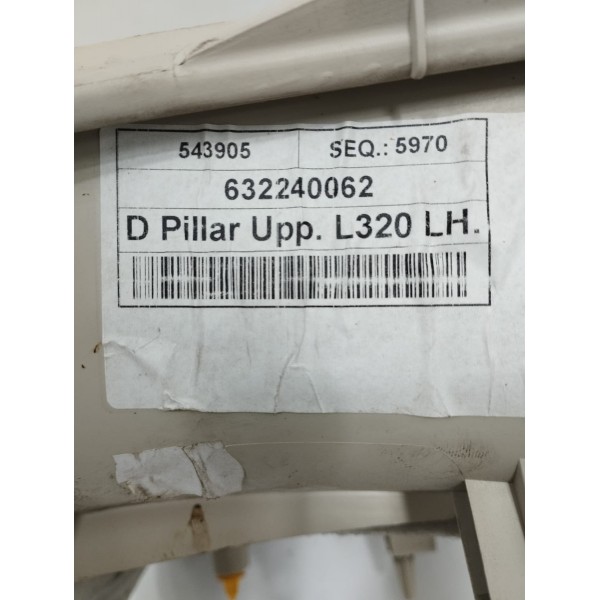 543905 SEQ.: 5970
632240062
D Pillar Upp. L320 LH.